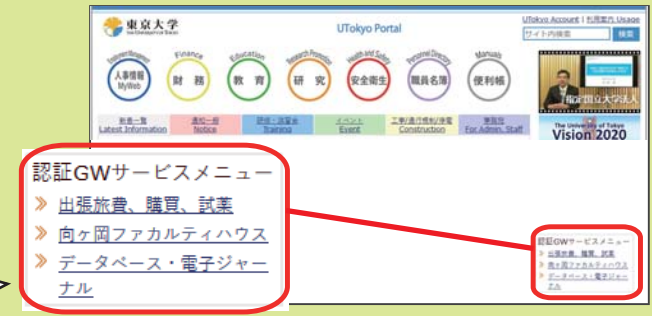 東京大学
UTokyo Portal
UTokyo Account | 利用案内 Usage
サイト内検索
検索
Finance
Education
Research Promotion
Health and Safety
Personnel Directory
Manuals
人事情報
MyWeb
財 務
教 育
研 究
安全衛生
職員名簿
便利帳
指定国立大学法人
新着一覧
Latest Information
通知一般
Notice
研修・講習会
Training
イベント
Event
工事/通行規制/停電
Construction
事務用
For Admin. Staff
The University of Tokyo
Vision 2020
認証GWサービスメニュー
出張旅費、購買、試薬
向ヶ岡ファカルティハウス
データベース・電子ジャー
ナル
認証GWサービスメニュー
出張旅費、購買、試薬
向ヶ岡ファカルティハウス
データベース・電子ジャー
ナル